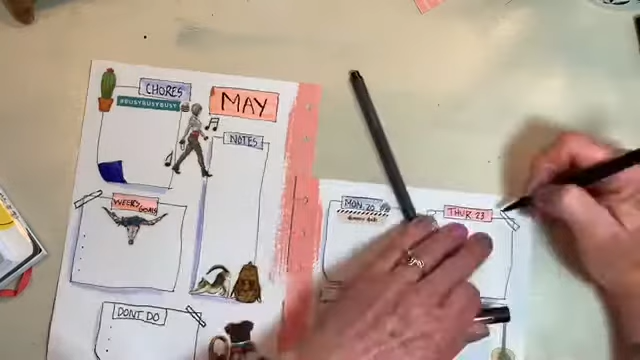 CHORES
#BUSYBUSYBUSY
MAY
NOTES
WEEKLY
GOALS
DONT DO
MON. 20
THUR. 23